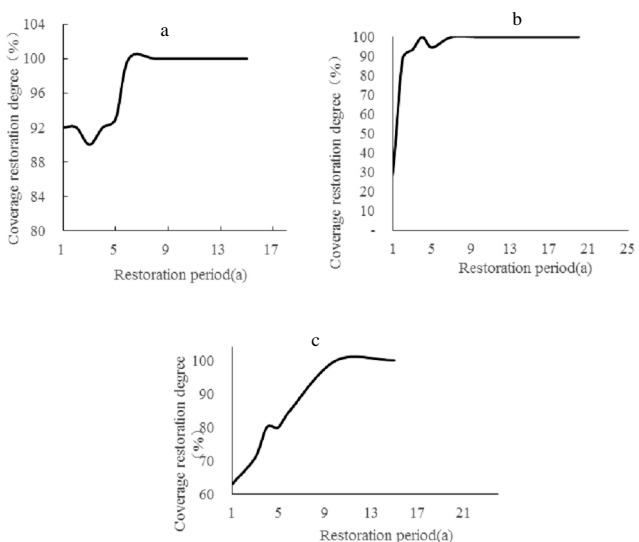 a
Coverage restoration degree (%)
104
100
96
92
88
84
80
1 5 9 13 17
Restoration period(a)
b
Coverage restoration degree (%)
100
90
80
70
60
50
40
30
20
10
-
1 5 9 13 17 21 25
Restoration period(a)
c
Coverage restoration degree
(%)
100
90
80
70
60
1 5 9 13 17 21
Restoration period(a)